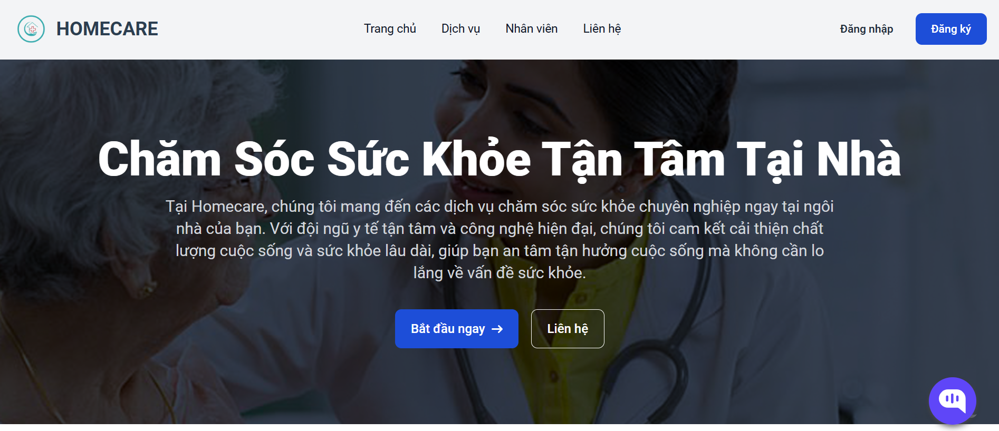 HOMECARE
Trang chủ
Dịch vụ
Nhân viên
Liên hệ
Đăng nhập
Đăng ký
Chăm Sóc Sức Khỏe Tận Tâm Tại Nhà
Tại Homecare, chúng tôi mang đến các dịch vụ chăm sóc sức khỏe chuyên nghiệp ngay tại ngôi
nhà của bạn. Với đội ngũ y tế tận tâm và công nghệ hiện đại, chúng tôi cam kết cải thiện chất
lượng cuộc sống và sức khỏe lâu dài, giúp bạn an tâm tận hưởng cuộc sống mà không cần lo
lắng về vấn đề sức khỏe.
Bắt đầu ngay →
Liên hệ